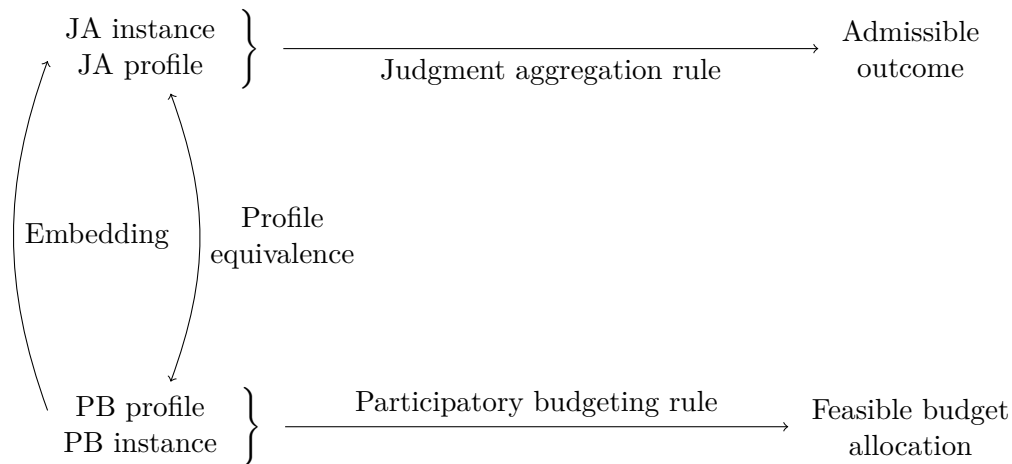 JA instance
JA profile
Judgment aggregation rule
Admissible
outcome
Embedding
Profile
equivalence
PB profile
PB instance
Participatory budgeting rule
Feasible budget
allocation